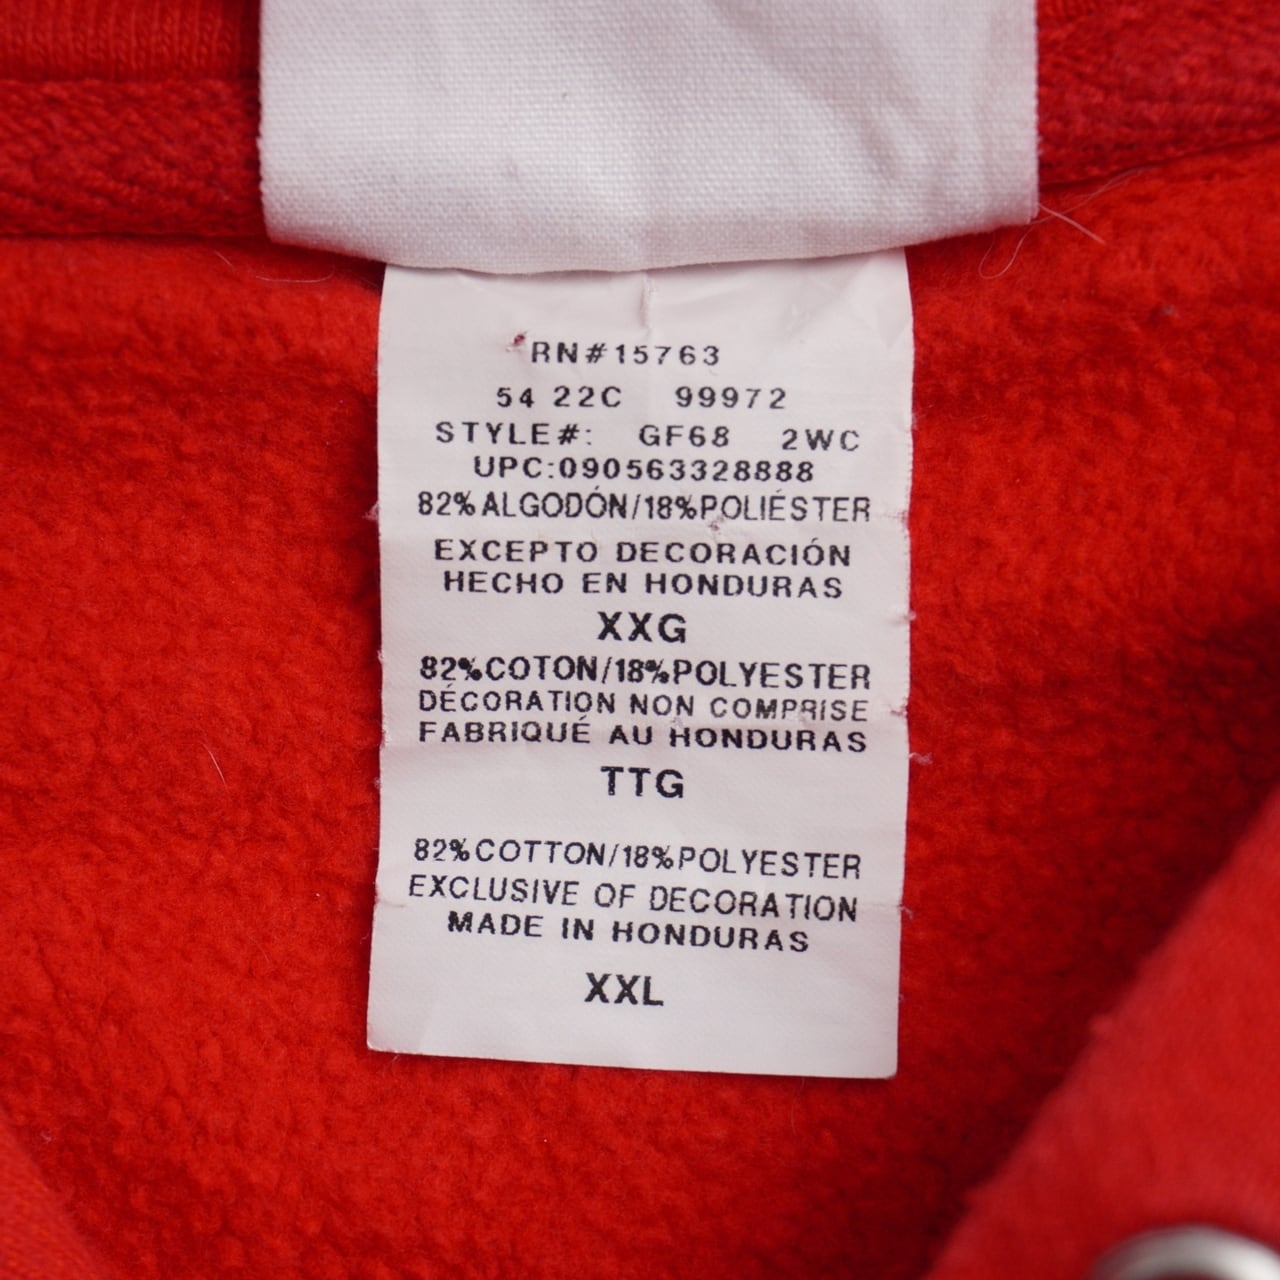 RN#15763
54 22C 99972
STYLE#: GF68 2WC
UPC:090563328888
82%ALGODÓN/18%POLIÉSTER
EXCEPTO DECORACIÓN
HECHO EN HONDURAS
XXG
82%COTON/18%POLYESTER
DÉCORATION NON COMPRISE
FABRIQUÉ AU HONDURAS
TTG
82%COTTON/18%POLYESTER
EXCLUSIVE OF DECORATION
MADE IN HONDURAS
XXL